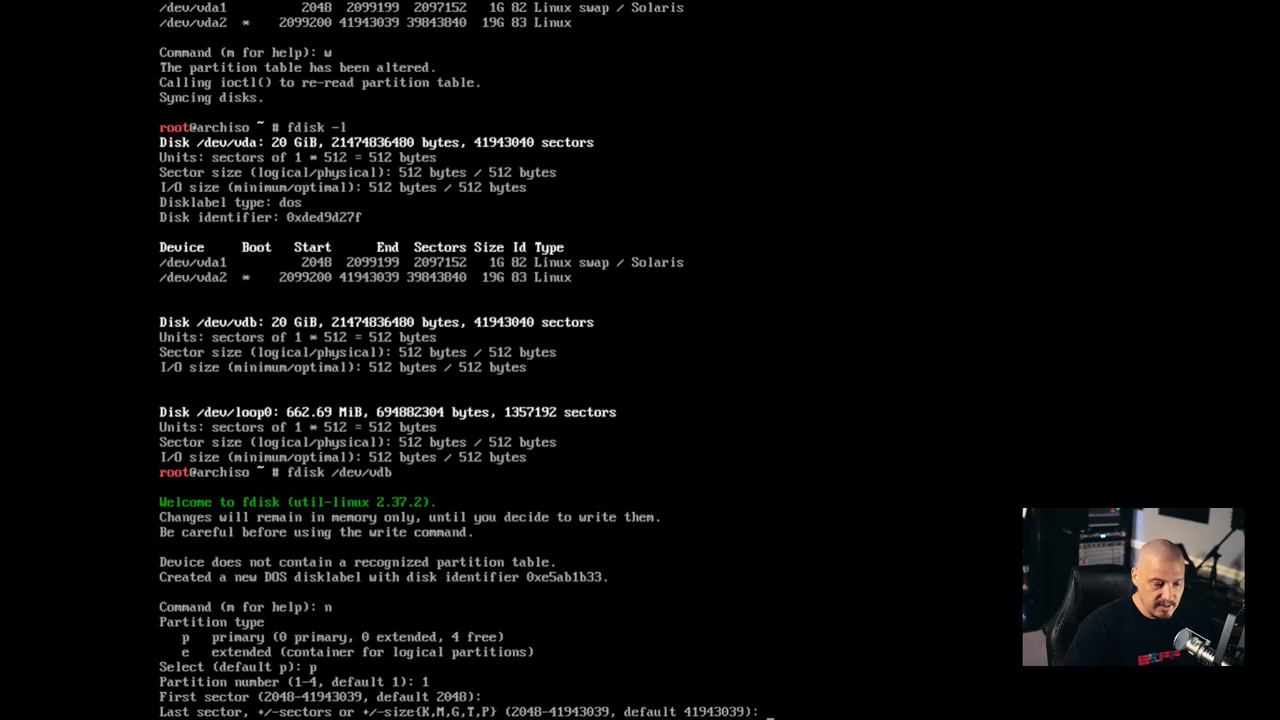 /dev/vda1 2048 2099199 2097152 1G 82 Linux swap / Solaris
/dev/vda2 * 2099200 41943039 39843840 19G 83 Linux
Command (m for help): w
The partition table has been altered.
Calling ioctl() to re-read partition table.
Syncing disks.
root@archiso ~ # fdisk -l
Disk /dev/vda: 20 GiB, 21474836480 bytes, 41943040 sectors
Units: sectors of 1 * 512 = 512 bytes
Sector size (logical/physical): 512 bytes / 512 bytes
I/O size (minimum/optimal): 512 bytes / 512 bytes
Disklabel type: dos
Disk identifier: 0xded9d27f
Device Boot Start End Sectors Size Id Type
/dev/vda1 2048 2099199 2097152 1G 82 Linux swap / Solaris
/dev/vda2 * 2099200 41943039 39843840 19G 83 Linux
Disk /dev/vdb: 20 GiB, 21474836480 bytes, 41943040 sectors
Units: sectors of 1 * 512 = 512 bytes
Sector size (logical/physical): 512 bytes / 512 bytes
I/O size (minimum/optimal): 512 bytes / 512 bytes
Disk /dev/loop0: 662.69 MiB, 694882304 bytes, 1357192 sectors
Units: sectors of 1 * 512 = 512 bytes
Sector size (logical/physical): 512 bytes / 512 bytes
I/O size (minimum/optimal): 512 bytes / 512 bytes
root@archiso ~ # fdisk /dev/vdb
Welcome to fdisk (util-linux 2.37.2).
Changes will remain in memory only, until you decide to write them.
Be careful before using the write command.
Device does not contain a recognized partition table.
Created a new DOS disklabel with disk identifier 0xe5ab1b33.
Command (m for help): n
Partition type
p primary (0 primary, 0 extended, 4 free)
e extended (container for logical partitions)
Select (default p): p
Partition number (1-4, default 1): 1
First sector (2048-41943039, default 2048):
Last sector, +/-sectors or +/-size{K,M,G,T,P} (2048-41943039, default 41943039): _